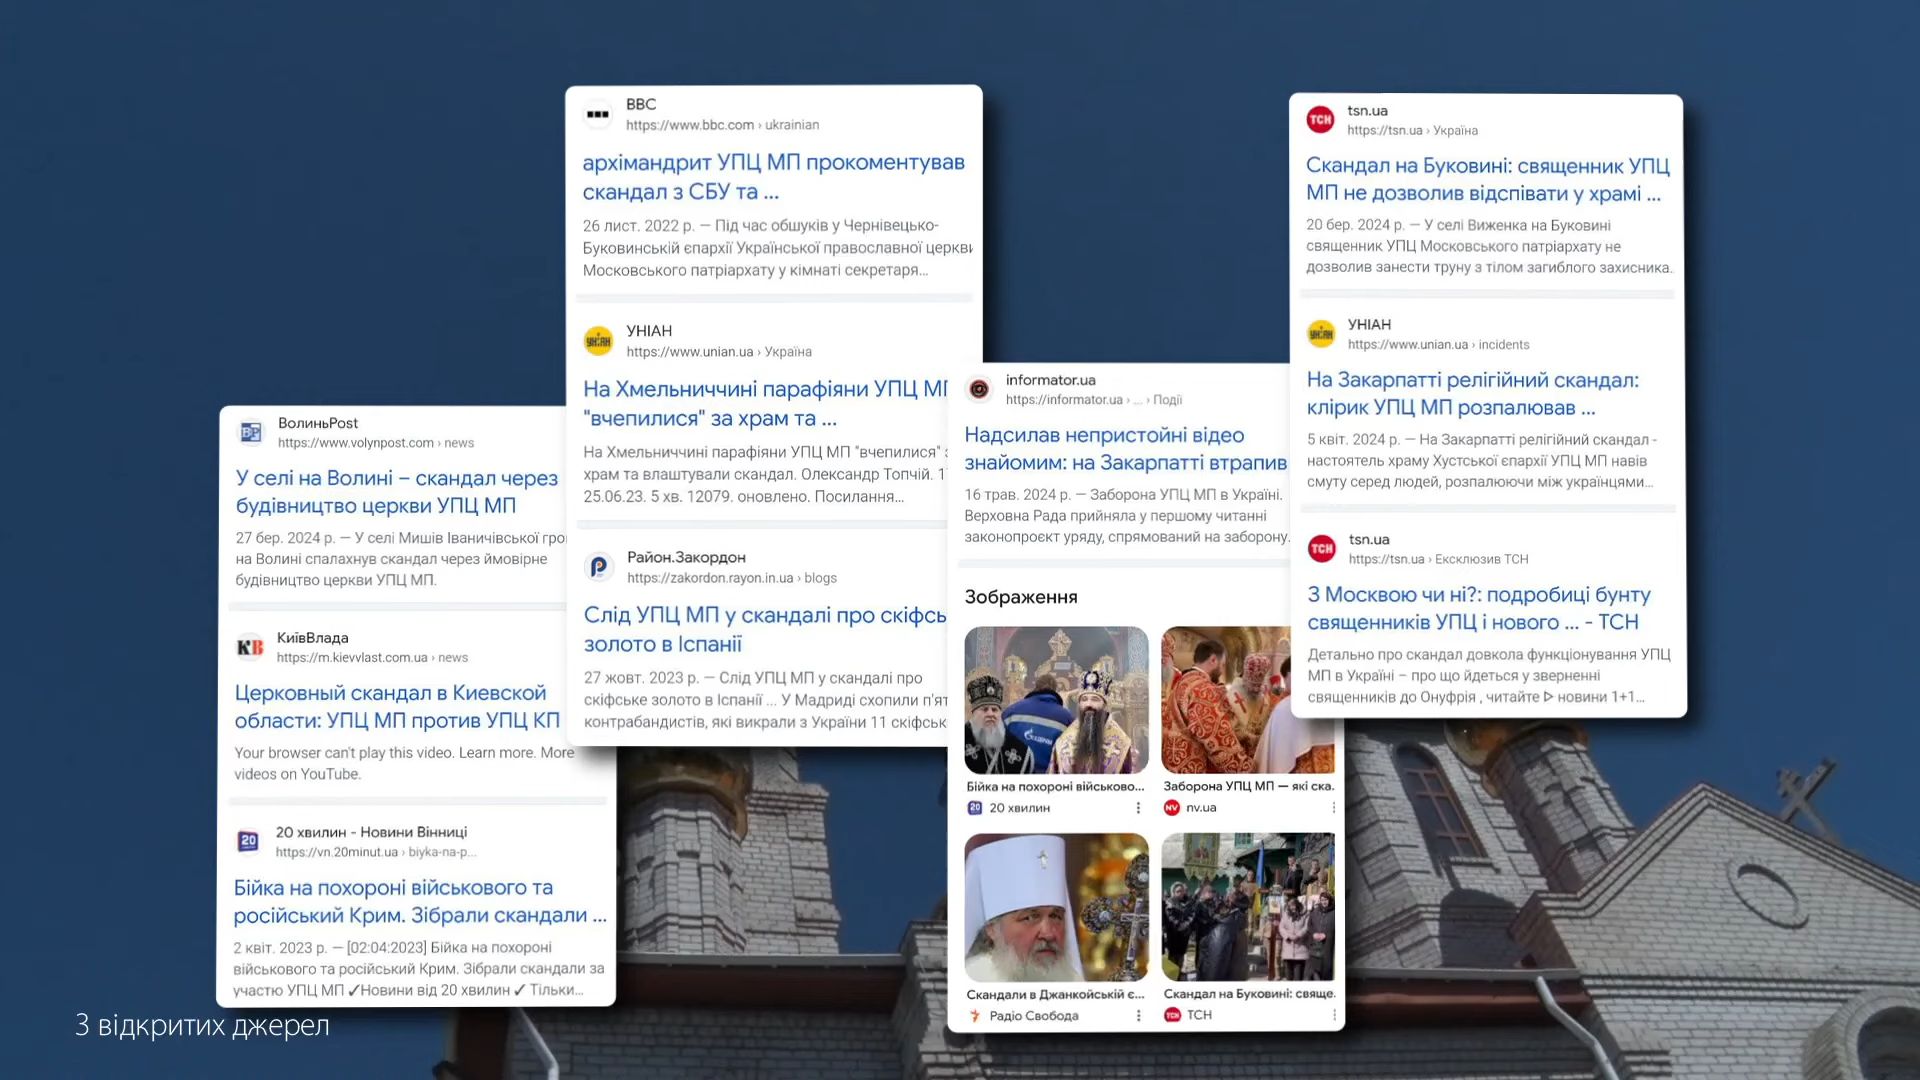 ВолиньPost
https://www.volynpost.com › news
У селі на Волині – скандал через
будівництво церкви УПЦ МП
27 бер. 2024 р. — У селі Мишів Іваничівської гро
на Волині спалахнув скандал через ймовірне
будівництво церкви УПЦ МП.
КиївВлада
https://m.kievvlast.com.ua › news
Церковный скандал в Киевской
области: УПЦ МП против УПЦ КП
Your browser can't play this video. Learn more. More
videos on YouTube.
20 хвилин - Новини Вінниці
https://vn.20minut.ua › biyka-na-p...
Бійка на похороні військового та
російський Крим. Зібрали скандали ...
2 квіт. 2023 р. — [02:04:2023] Бійка на похороні
військового та російський Крим. Зібрали скандали за
участю УПЦ МП ✓Новини від 20 хвилин ✓ Тільки...
BBC
https://www.bbc.com › ukrainian
архімандрит УПЦ МП прокоментував
скандал з СБУ та ...
26 лист. 2022 р. — Під час обшуків у Чернівецько-
Буковинській єпархії Української православної церкви
Московського патріархату у кімнаті секретаря...
УНІАН
https://www.unian.ua › Україна
На Хмельниччині парафіяни УПЦ МП
"вчепилися" за храм та ...
На Хмельниччині парафіяни УПЦ МП "вчепилися" з
храм та влаштували скандал. Олександр Топчій. 1
25.06.23. 5 хв. 12079. оновлено. Посилання...
Район.Закордон
https://zakordon.rayon.in.ua › blogs
Слід УПЦ МП у скандалі про скіфсь
золото в Іспанії
27 жовт. 2023 р. — Слід УПЦ МП у скандалі про
скіфське золото в Іспанії ... У Мадриді схопили п'ят
контрабандистів, які викрали з України 11 скіфськ
informator.ua
https://informator.ua › ... › Події
Надсилав непристойні відео
знайомим: на Закарпатті втрапив
16 трав. 2024 р. — Заборона УПЦ МП в Україні.
Верховна Рада прийняла у першому читанні
законопроєкт уряду, спрямований на заборону.
Зображення
Бійка на похороні військово...
20 хвилин
Заборона УПЦ МП — які ска.
nv.ua
Скандали в Джанкойській є...
Радіо Свобода
Скандал на Буковині: свяще.
ТСН
tsn.ua
https://tsn.ua › Україна
Скандал на Буковині: священник УПЦ
МП не дозволив відспівати у храмі ...
20 бер. 2024 р. — У селі Виженка на Буковині
священник УПЦ Московського патріархату не
дозволив занести труну з тілом загиблого захисника.
УНІАН
https://www.unian.ua › incidents
На Закарпатті релігійний скандал:
клірик УПЦ МП розпалював ...
5 квіт. 2024 р. — На Закарпатті релігійний скандал -
настоятель храму Хустської єпархії УПЦ МП навів
смуту серед людей, розпалюючи між українцями...
tsn.ua
https://tsn.ua › Ексклюзив ТСН
З Москвою чи ні?: подробиці бунту
священників УПЦ і нового ... - ТСН
Детально про скандал довкола функціонування УПЦ
МП в Україні – про що йдеться у зверненні
священників до Онуфрія , читайте ᐅ новини 1+1...
З відкритих джерел